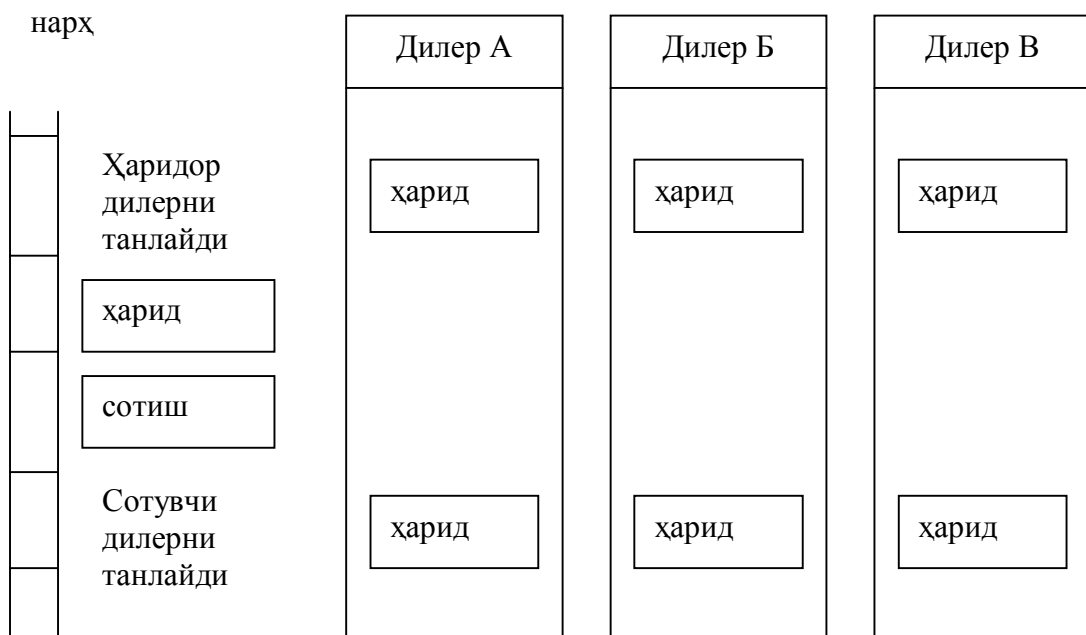 нарҳ
Дилер А
Дилер Б
Дилер В
Ҳаридор
дилерни
танлайди
ҳарид
ҳарид
ҳарид
ҳарид
сотиш
Сотувчи
дилерни
танлайди
ҳарид
ҳарид
ҳарид